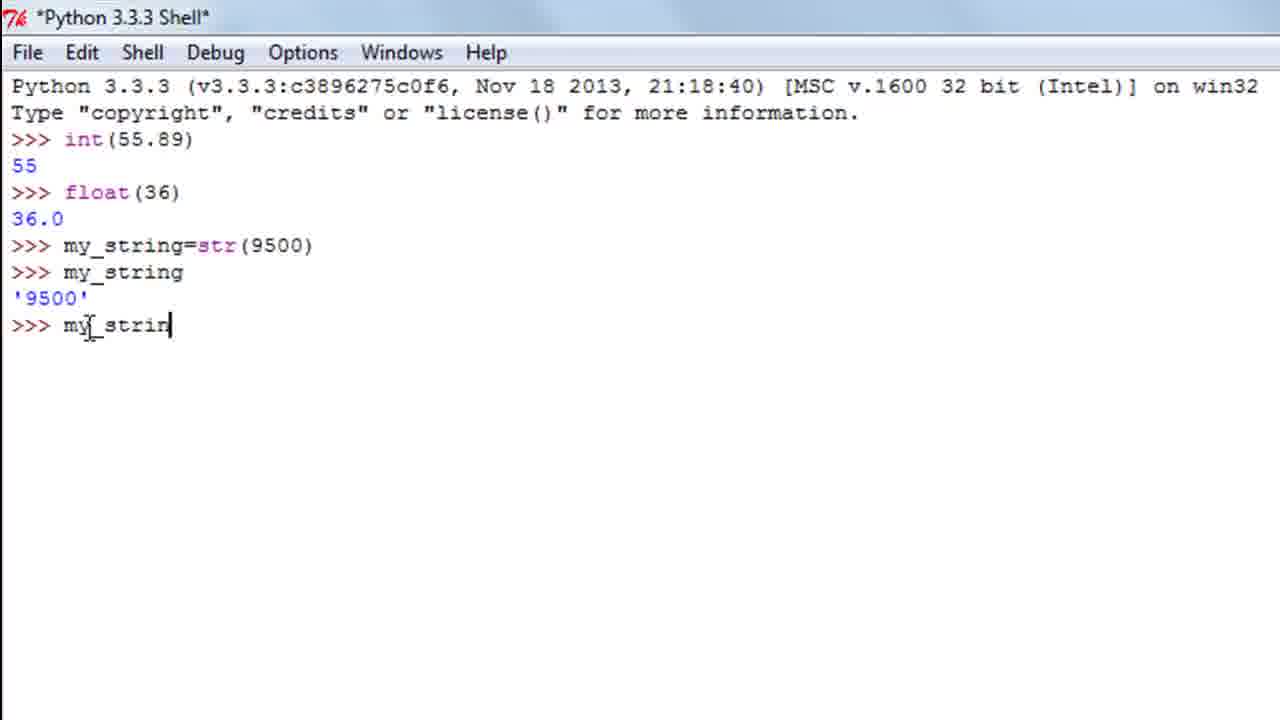 *Python 3.3.3 Shell*
File Edit Shell Debug Options Windows Help
Python 3.3.3 (v3.3.3:c3896275c0f6, Nov 18 2013, 21:18:40) [MSC v.1600 32 bit (Intel)] on win32
Type "copyright", "credits" or "license()" for more information.
>>> int(55.89)
55
>>> float(36)
36.0
>>> my_string=str(9500)
>>> my_string
'9500'
>>> my_strin